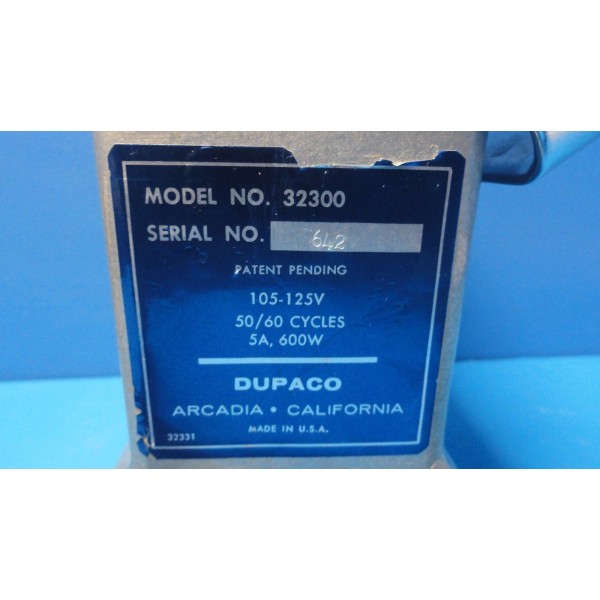 MODEL NO. 32300
SERIAL NO. 642
PATENT PENDING
105-125V
50/60 CYCLES
5A, 600W
DUPACO
ARCADIA • CALIFORNIA
MADE IN U.S.A.
32331